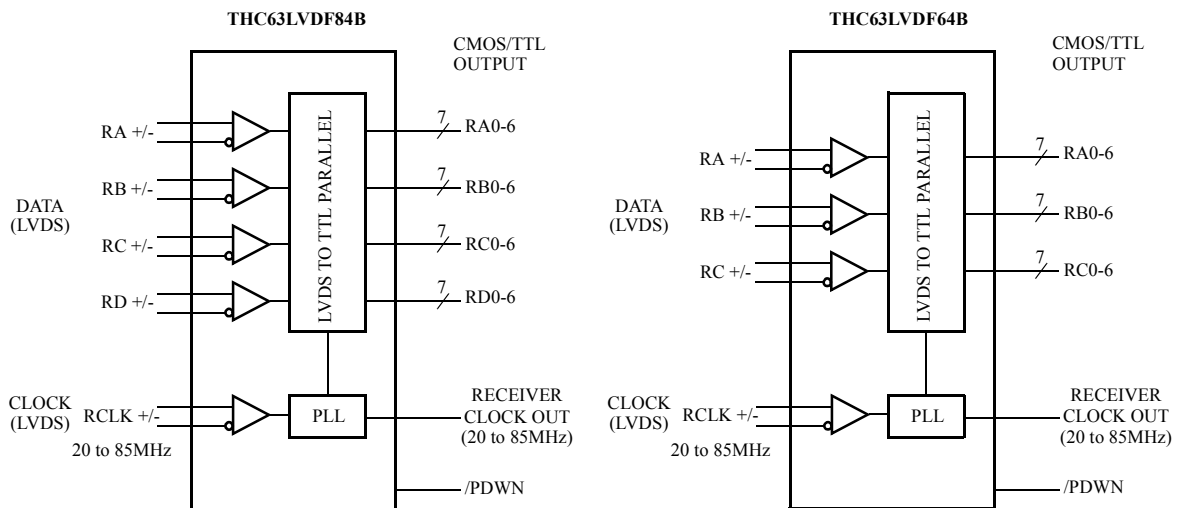 THC63LVDF84B
CMOS/TTL
OUTPUT
DATA
(LVDS)
RA +/-
RB +/-
RC +/-
RD +/-
LVDS TO TTL PARALLEL
7
RA0-6
7
RB0-6
7
RC0-6
7
RD0-6
CLOCK
(LVDS)
RCLK +/-
20 to 85MHz
PLL
RECEIVER
CLOCK OUT
(20 to 85MHz)
/PDWN
THC63LVDF64B
CMOS/TTL
OUTPUT
DATA
(LVDS)
RA +/-
RB +/-
RC +/-
LVDS TO TTL PARALLEL
7
RA0-6
7
RB0-6
7
RC0-6
CLOCK
(LVDS)
RCLK +/-
20 to 85MHz
PLL
RECEIVER
CLOCK OUT
(20 to 85MHz)
/PDWN